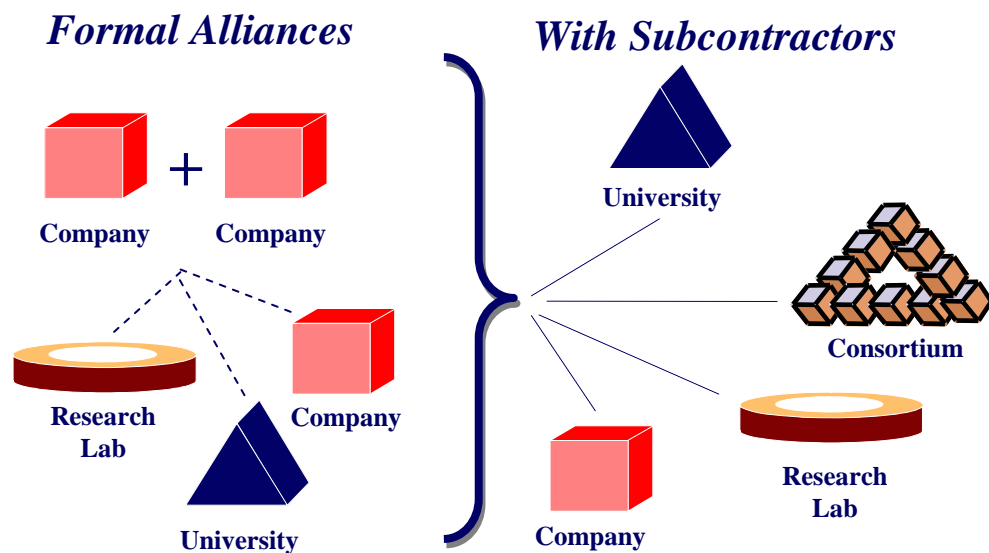 Formal Alliances
With Subcontractors
+
Company
Company
Research
Lab
Company
University
University
Consortium
Research
Lab
Company